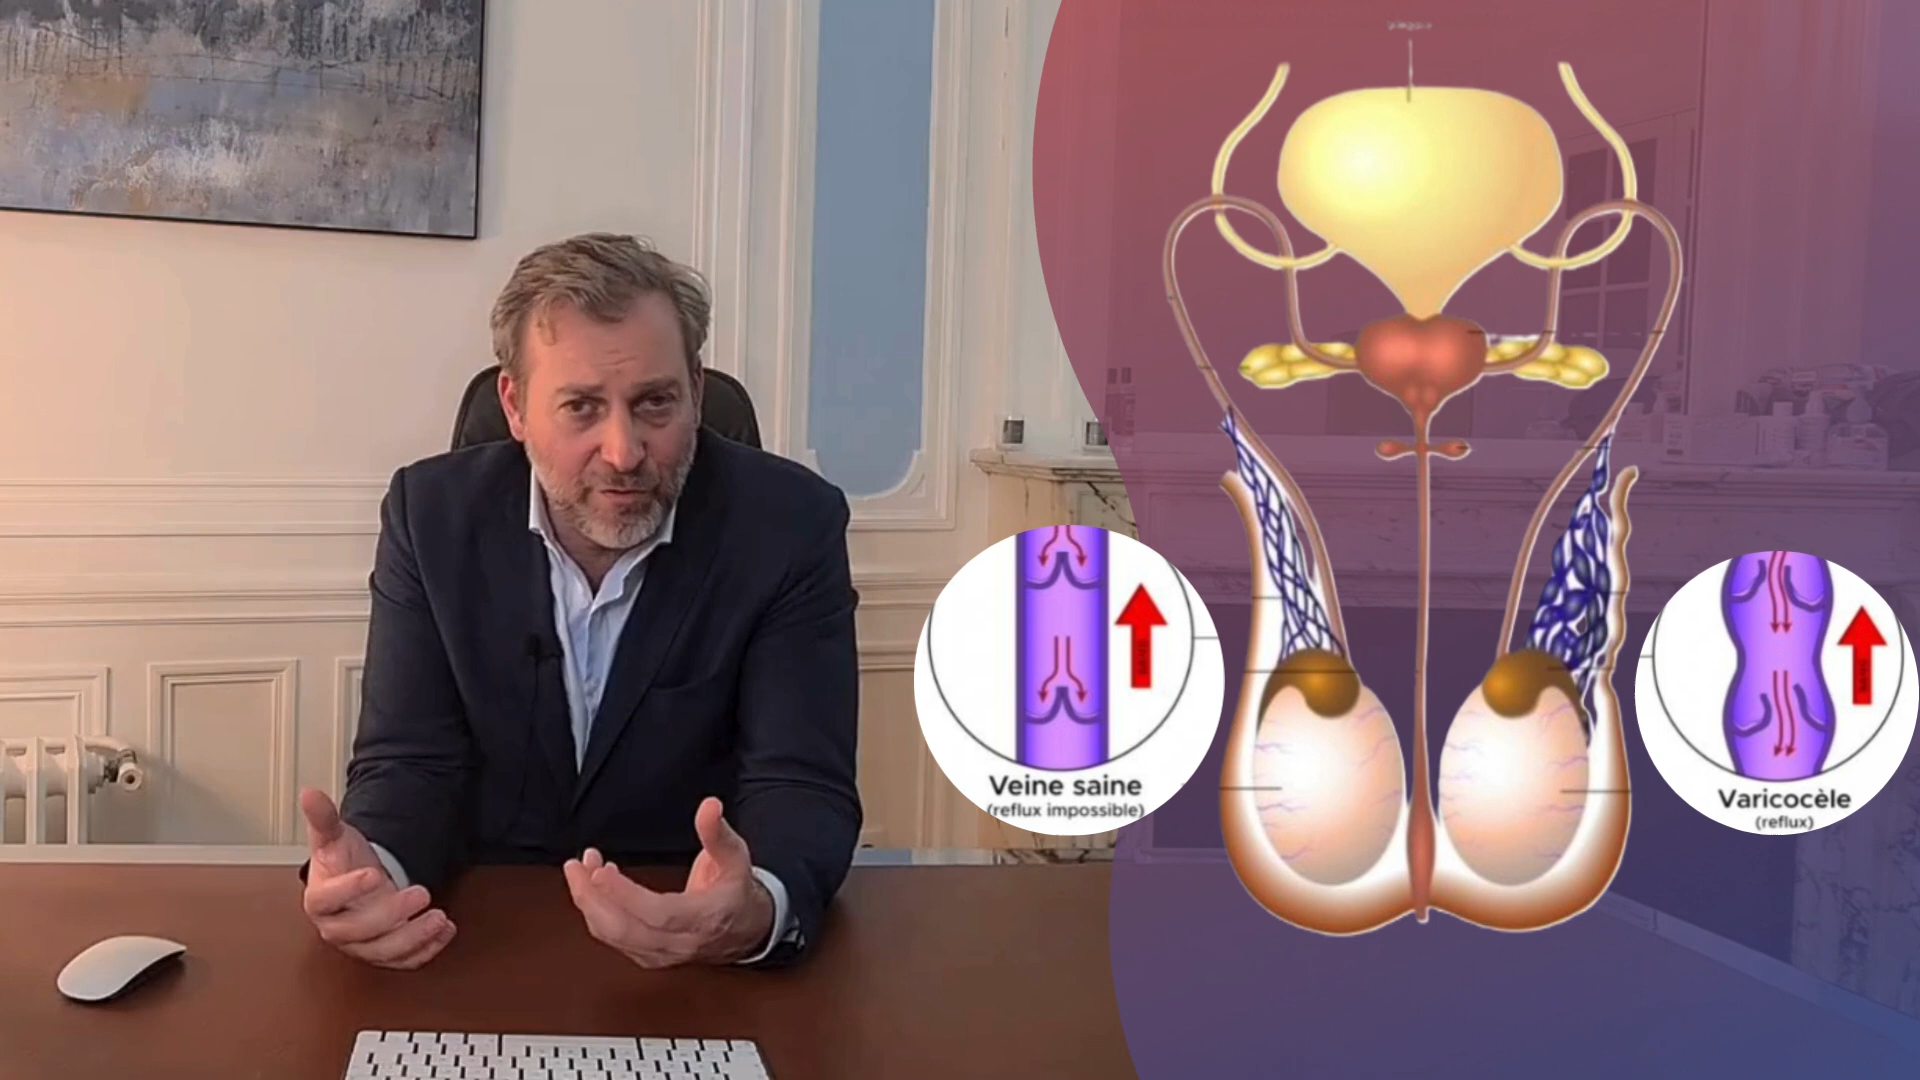 Veine saine
(reflux impossible)
Varicocèle
(reflux)